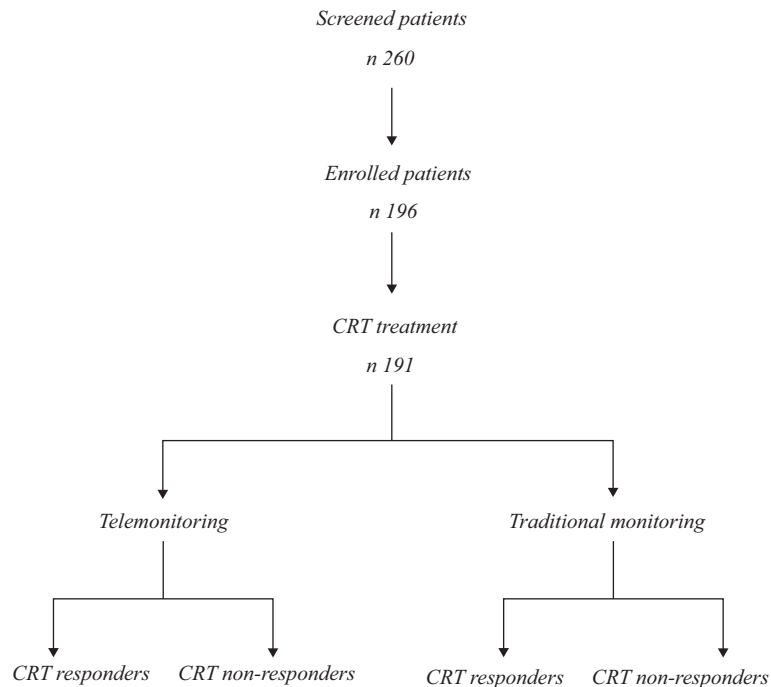 Screened patients
n 260
Enrolled patients
n 196
CRT treatment
n 191
Telemonitoring
Traditional monitoring
CRT responders
CRT non-responders
CRT responders
CRT non-responders